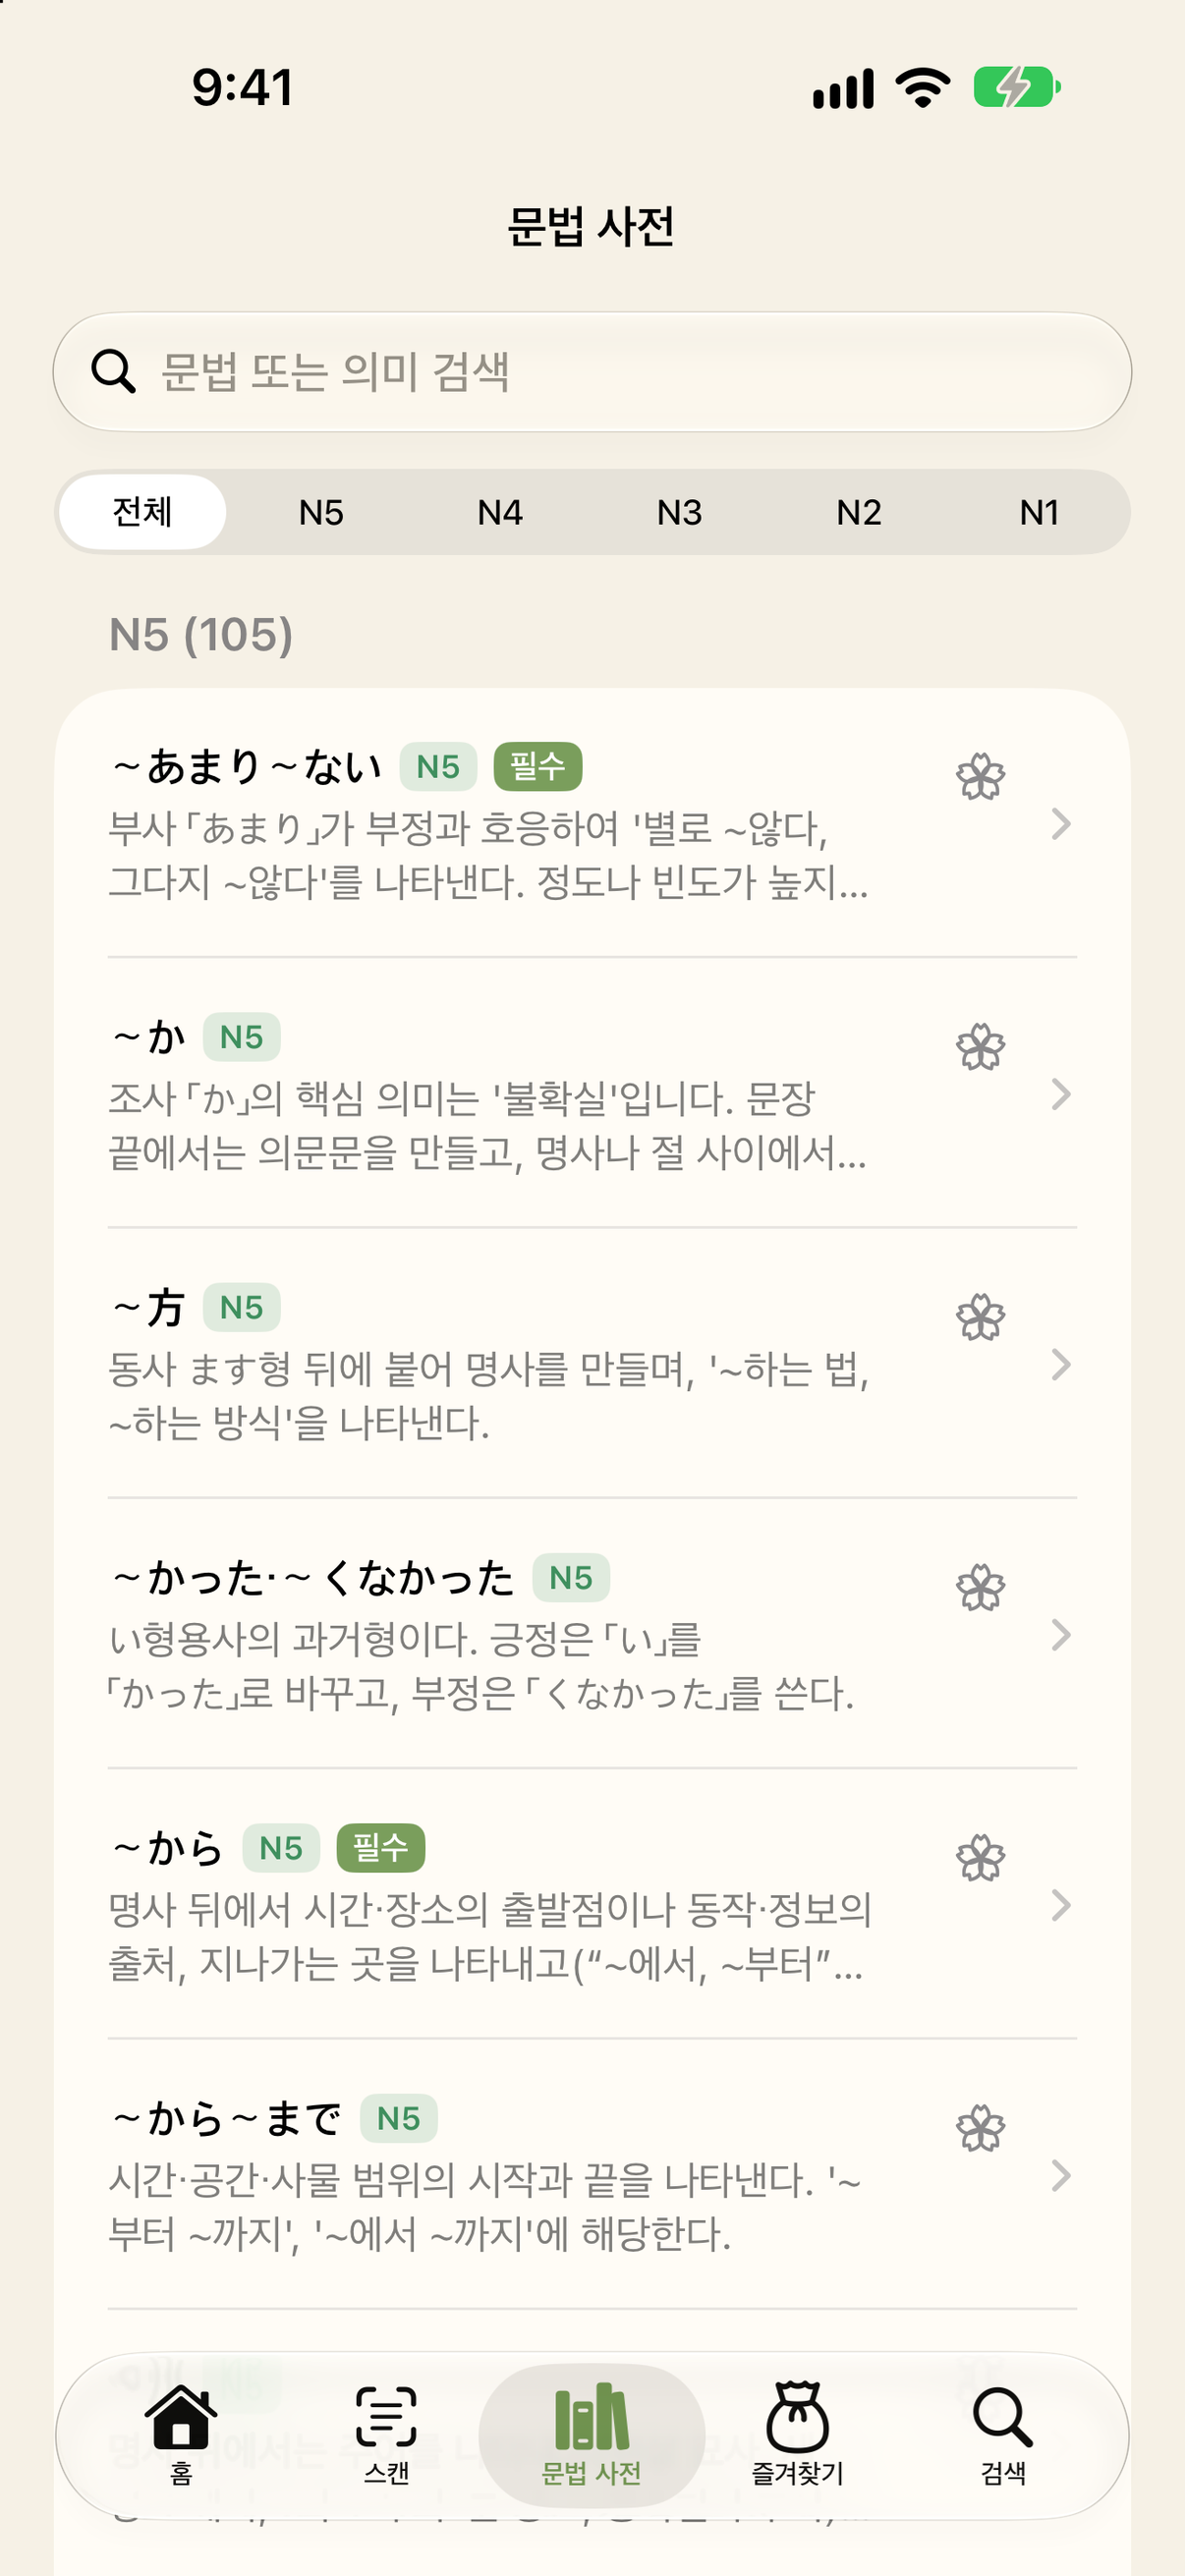 9:41
문법 사전
문법 또는 의미 검색
전체 N5 N4 N3 N2 N1
N5 (105)
～あまり～ない N5 필수
부사「あまり」가 부정과 호응하여 '별로 ~않다,
그다지 ~않다'를 나타낸다. 정도나 빈도가 높지...
～か N5
조사「か」의 핵심 의미는 '불확실'입니다. 문장
끝에서는 의문문을 만들고, 명사나 절 사이에서...
～方 N5
동사 ます형 뒤에 붙어 명사를 만들며, '~하는 법,
~하는 방식'을 나타낸다.
～かった·～くなかった N5
い형용사의 과거형이다. 긍정은「い」를
「かった」로 바꾸고, 부정은「くなかった」를 쓴다.
～から N5 필수
명사 뒤에서 시간·장소의 출발점이나 동작·정보의
출처, 지나가는 곳을 나타내고(“~에서, ~부터”...
～から～まで N5
시간·공간·사물 범위의 시작과 끝을 나타낸다. '~
부터 ~까지', '~에서 ~까지'에 해당한다.
홈 스캔 문법 사전 즐겨찾기 검색